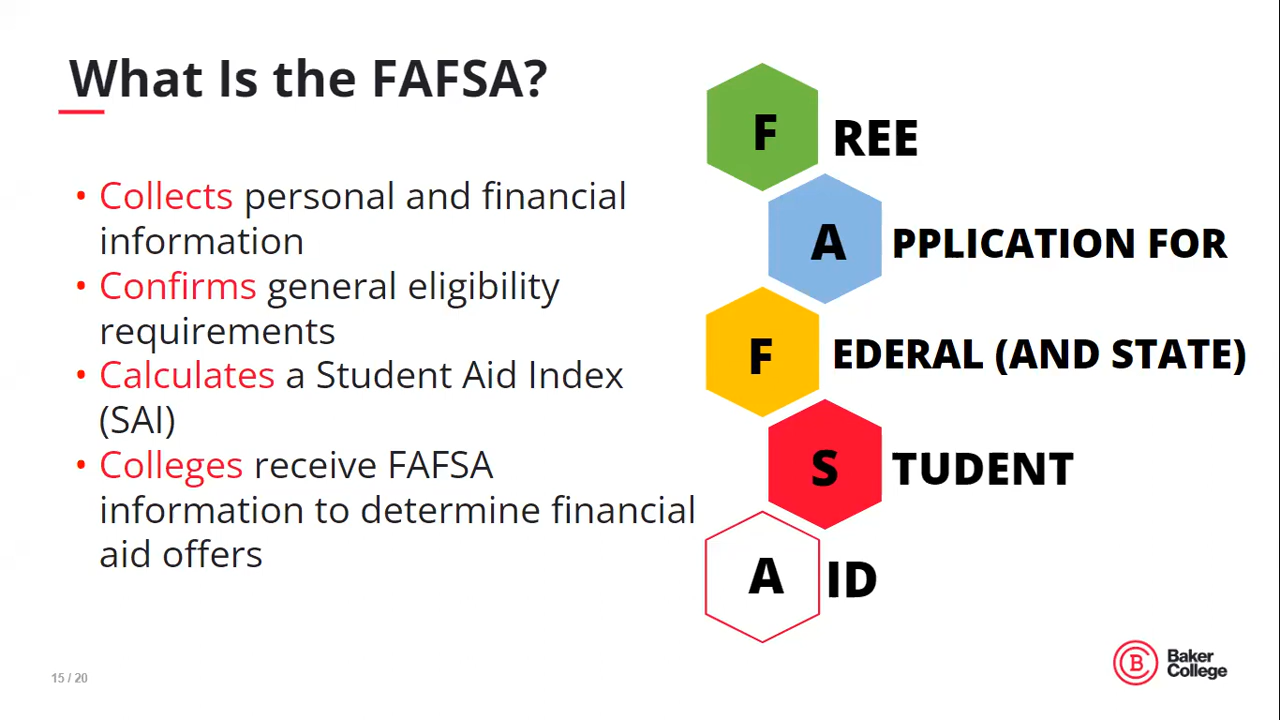 What Is the FAFSA?
• Collects personal and financial
information
• Confirms general eligibility
requirements
• Calculates a Student Aid Index
(SAI)
• Colleges receive FAFSA
information to determine financial
aid offers
F REE
A PPLICATION FOR
F EDERAL (AND STATE)
S TUDENT
A ID
15 / 20
B
Baker
College